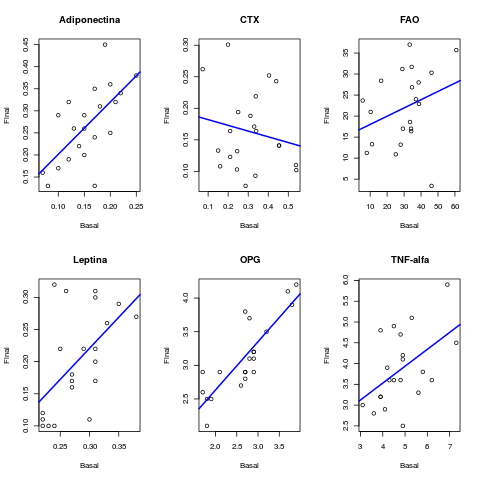 Adiponectina
CTX
FAO
Final
0.15 0.20 0.25 0.30 0.35 0.40 0.45
0.10 0.15 0.20 0.25
Basal
Final
0.10 0.15 0.20 0.25 0.30
0.1 0.2 0.3 0.4 0.5
Basal
Final
5 10 15 20 25 30 35
10 20 30 40 50 60
Basal
Leptina
OPG
TNF-alfa
Final
0.10 0.15 0.20 0.25 0.30
0.25 0.30 0.35
Basal
Final
2.5 3.0 3.5 4.0
2.0 2.5 3.0 3.5
Basal
Final
2.5 3.0 3.5 4.0 4.5 5.0 5.5 6.0
3 4 5 6 7
Basal